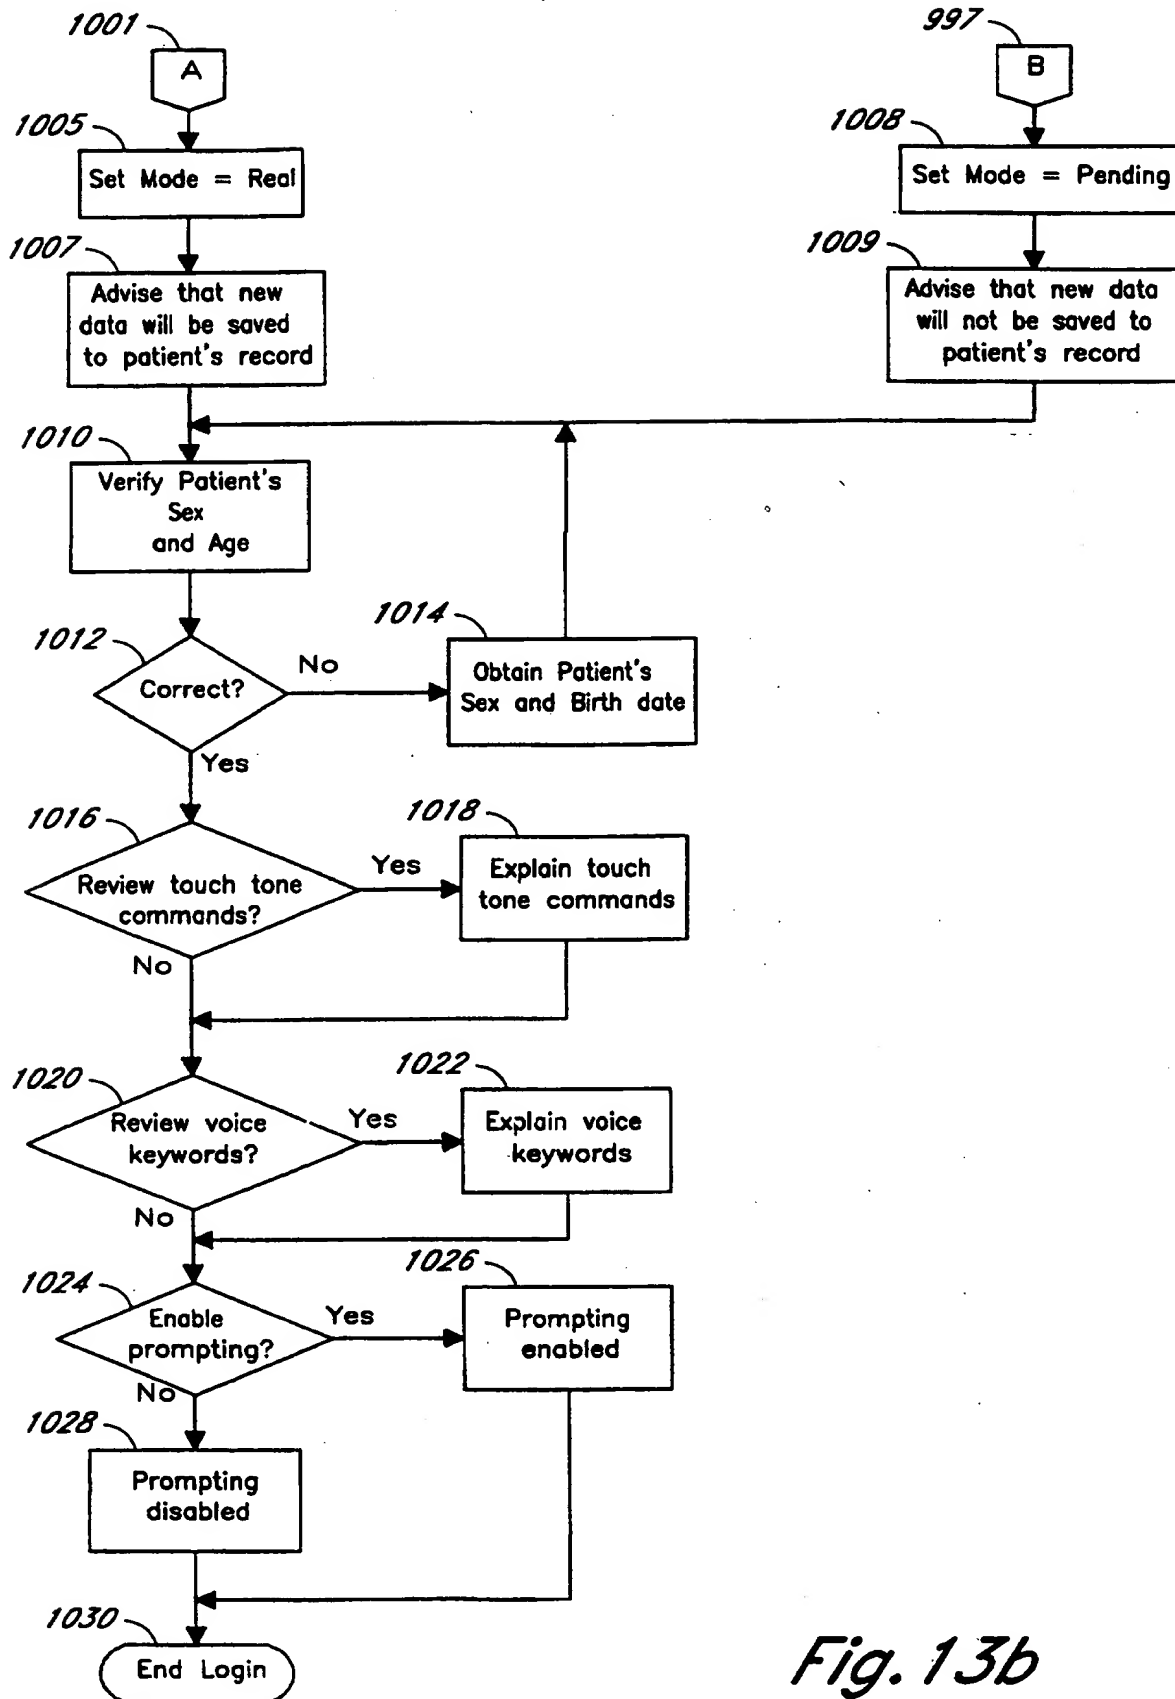 1001
A
997
B
1005
Set Mode = Real
1008
Set Mode = Pending
1007
Advise that new
data will be saved
to patient's record
1009
Advise that new data
will not be saved to
patient's record
1010
Verify Patient's
Sex
and Age
1012
Correct?
No
1014
Obtain Patient's
Sex and Birth date
Yes
1016
Review touch tone
commands?
Yes
1018
Explain touch
tone commands
No
1020
Review voice
keywords?
Yes
1022
Explain voice
keywords
No
1024
Enable
prompting?
Yes
1026
Prompting
enabled
No
1028
Prompting
disabled
1030
End Login
Fig. 13b